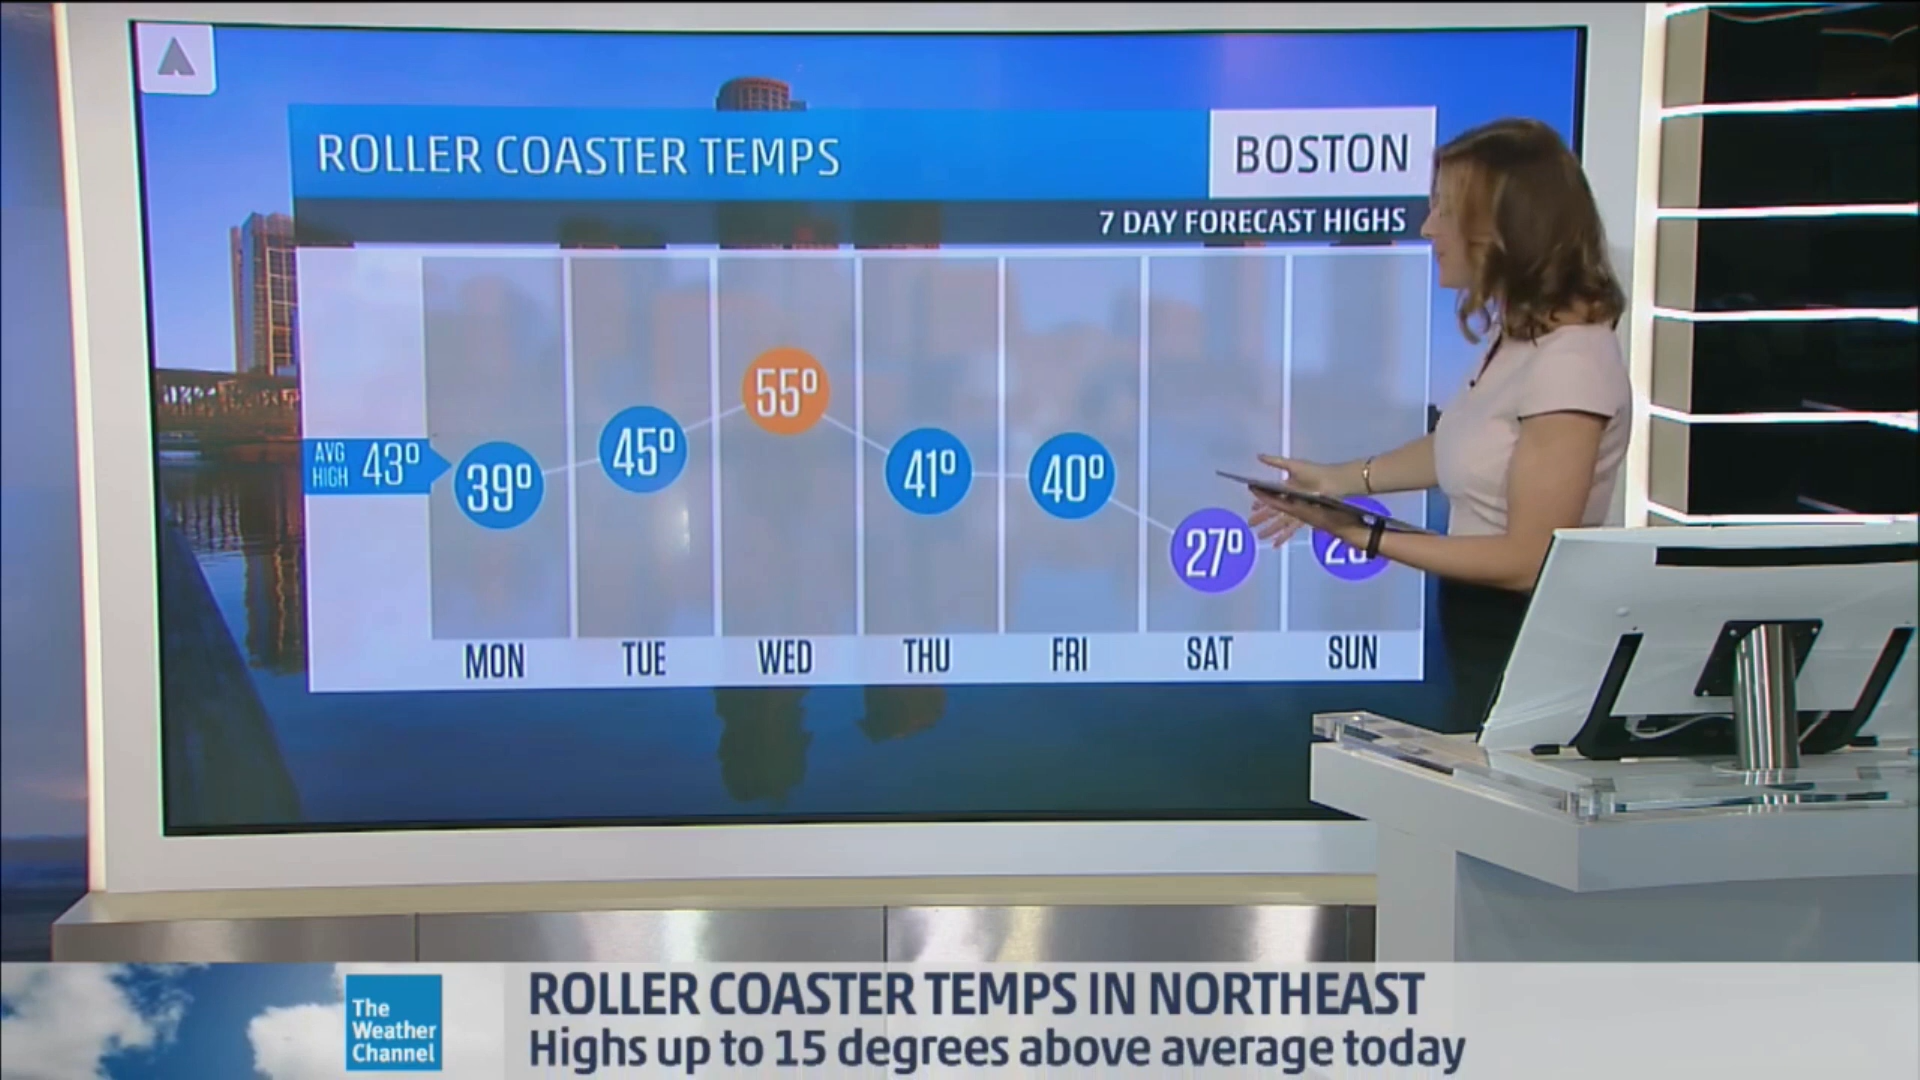 ROLLER COASTER TEMPS
BOSTON
7 DAY FORECAST HIGHS
AVG
HIGH
43°
39°
45°
55°
41°
40°
27°
MON
TUE
WED
THU
FRI
SAT
SUN
The
Weather
Channel
ROLLER COASTER TEMPS IN NORTHEAST
Highs up to 15 degrees above average today